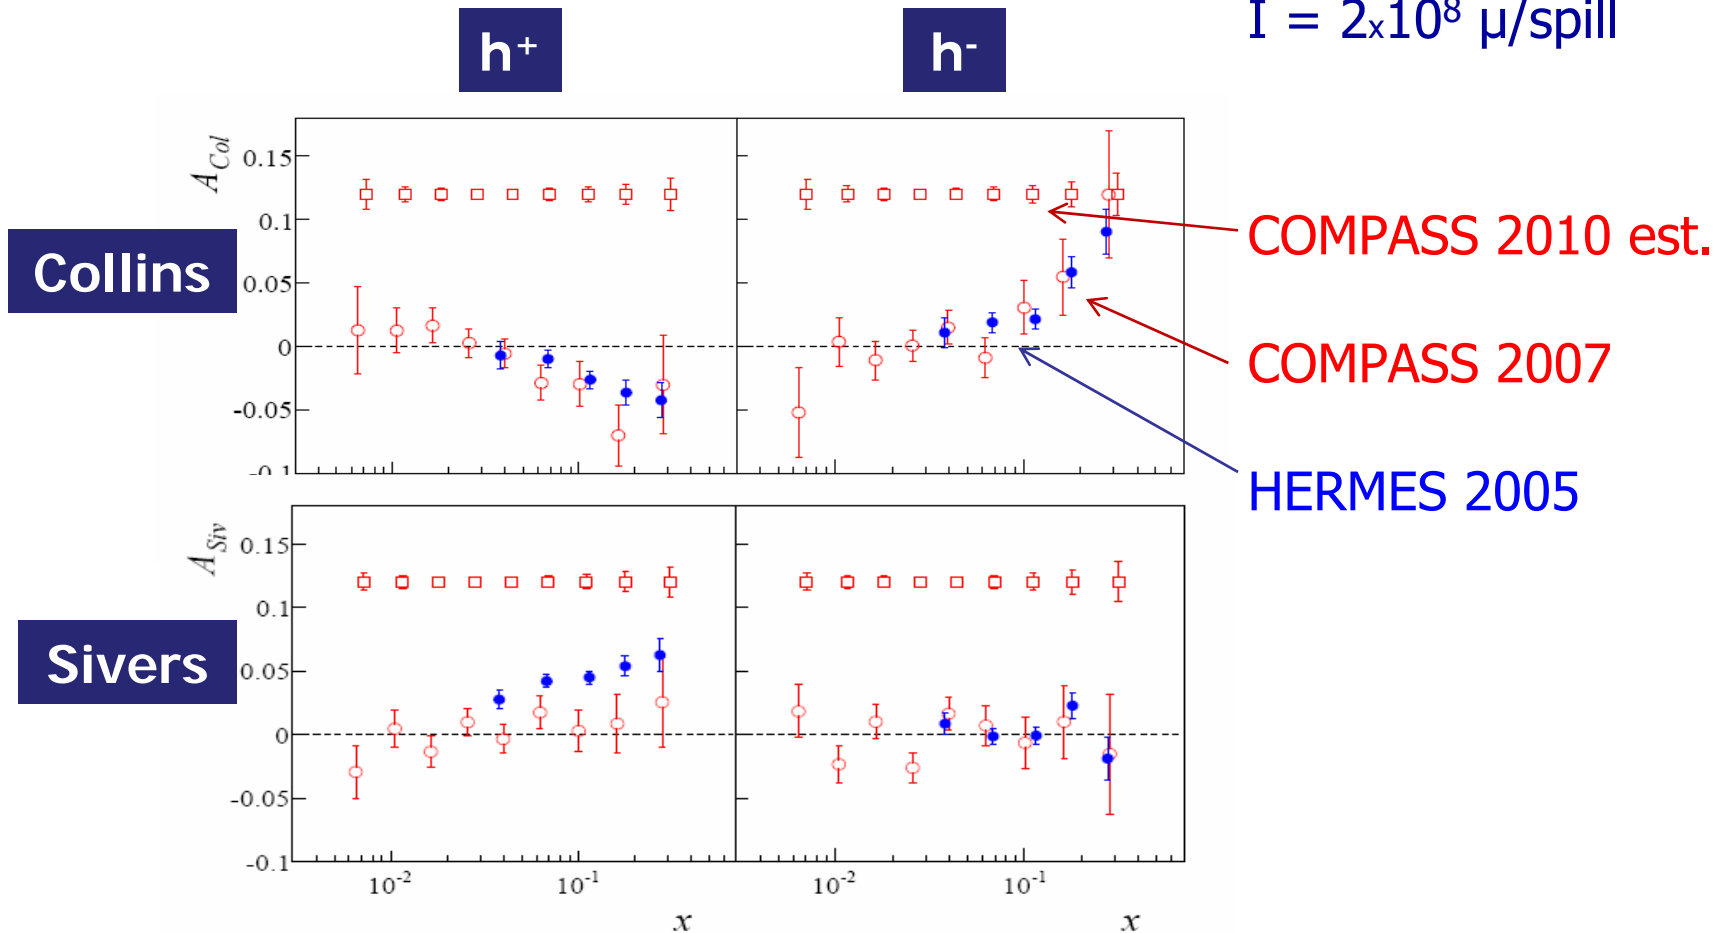 I = 2x10⁸ μ/spill
h⁺
h⁻
A_Col
0.15
0.1
0.05
0
-0.05
-0.1
Collins
COMPASS 2010 est.
COMPASS 2007
HERMES 2005
A_Siv
0.15
0.1
0.05
0
-0.05
-0.1
Sivers
10⁻² 10⁻¹ 10⁻² 10⁻¹
x x